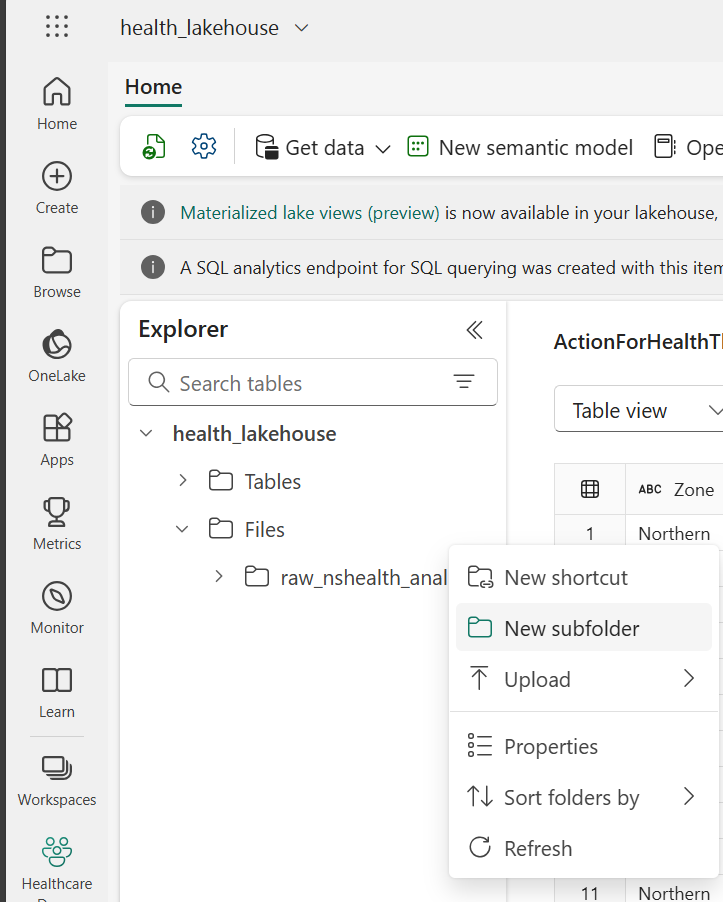 health_lakehouse
Home
Home
Create
Browse
OneLake
Apps
Metrics
Monitor
Learn
Workspaces
Healthcare
Get data
New semantic model
Ope
Materialized lake views (preview) is now available in your lakehouse,
A SQL analytics endpoint for SQL querying was created with this item
Explorer
Search tables
health_lakehouse
Tables
Files
raw_nshealth_anal
ActionForHealthTh
Table view
ABC Zone
1 Northern
New shortcut
New subfolder
Upload
Properties
Sort folders by
Refresh
11 Northern